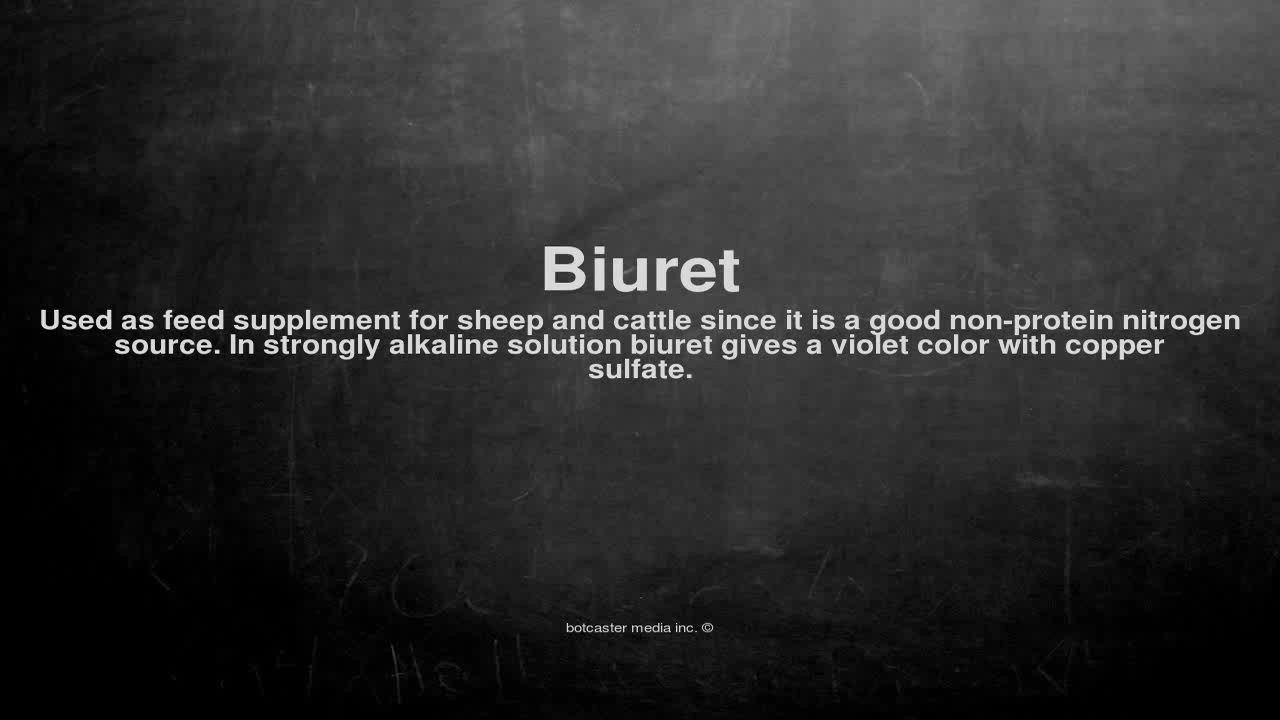 Biuret
Used as feed supplement for sheep and cattle since it is a good non-protein nitrogen
source. In strongly alkaline solution biuret gives a violet color with copper
sulfate.
botcaster media inc. ©